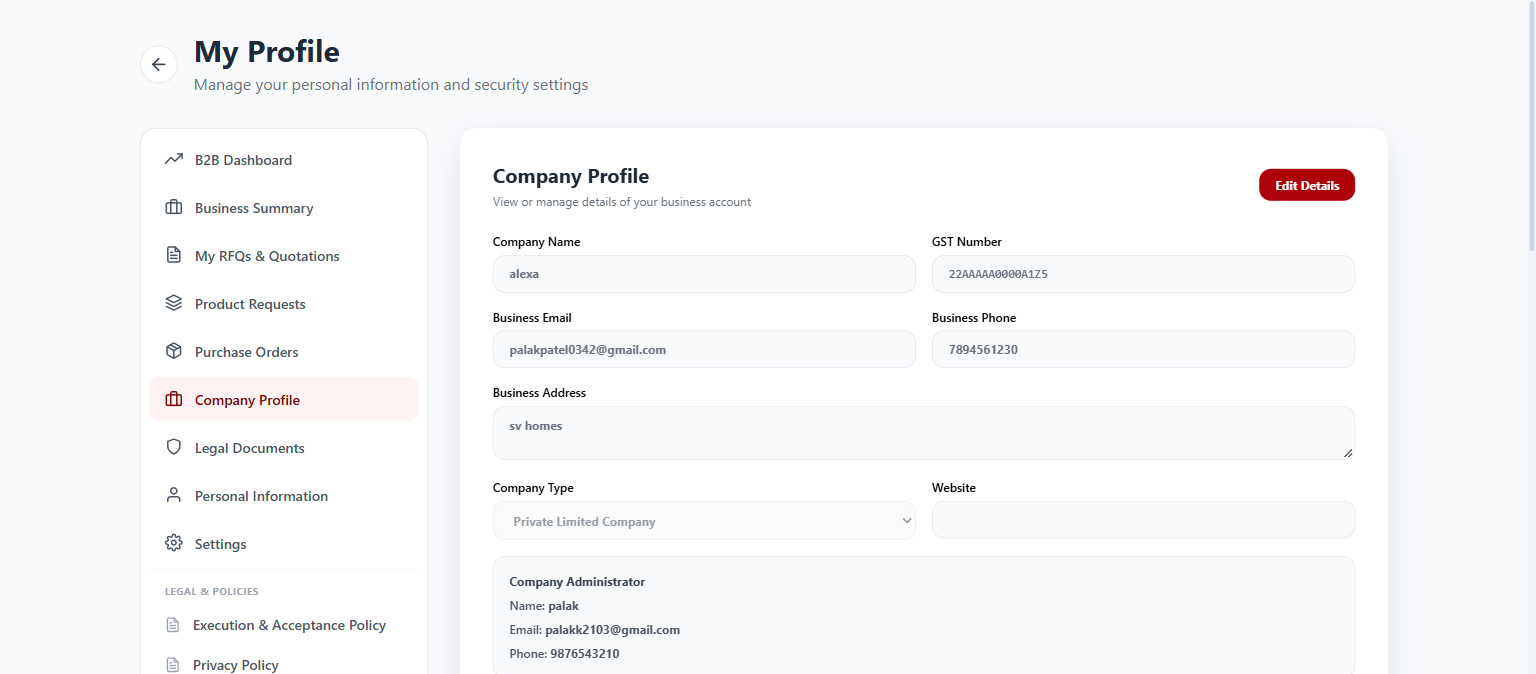 My Profile
Manage your personal information and security settings
B2B Dashboard
Business Summary
My RFQs & Quotations
Product Requests
Purchase Orders
Company Profile
Legal Documents
Personal Information
Settings
LEGAL & POLICIES
Execution & Acceptance Policy
Privacy Policy
Company Profile
View or manage details of your business account
Edit Details
Company Name
GST Number
alexa
22AAAAA0000A1Z5
Business Email
Business Phone
palakpatel0342@gmail.com
7894561230
Business Address
sv homes
Company Type
Website
Private Limited Company
Company Administrator
Name: palak
Email: palakk2103@gmail.com
Phone: 9876543210